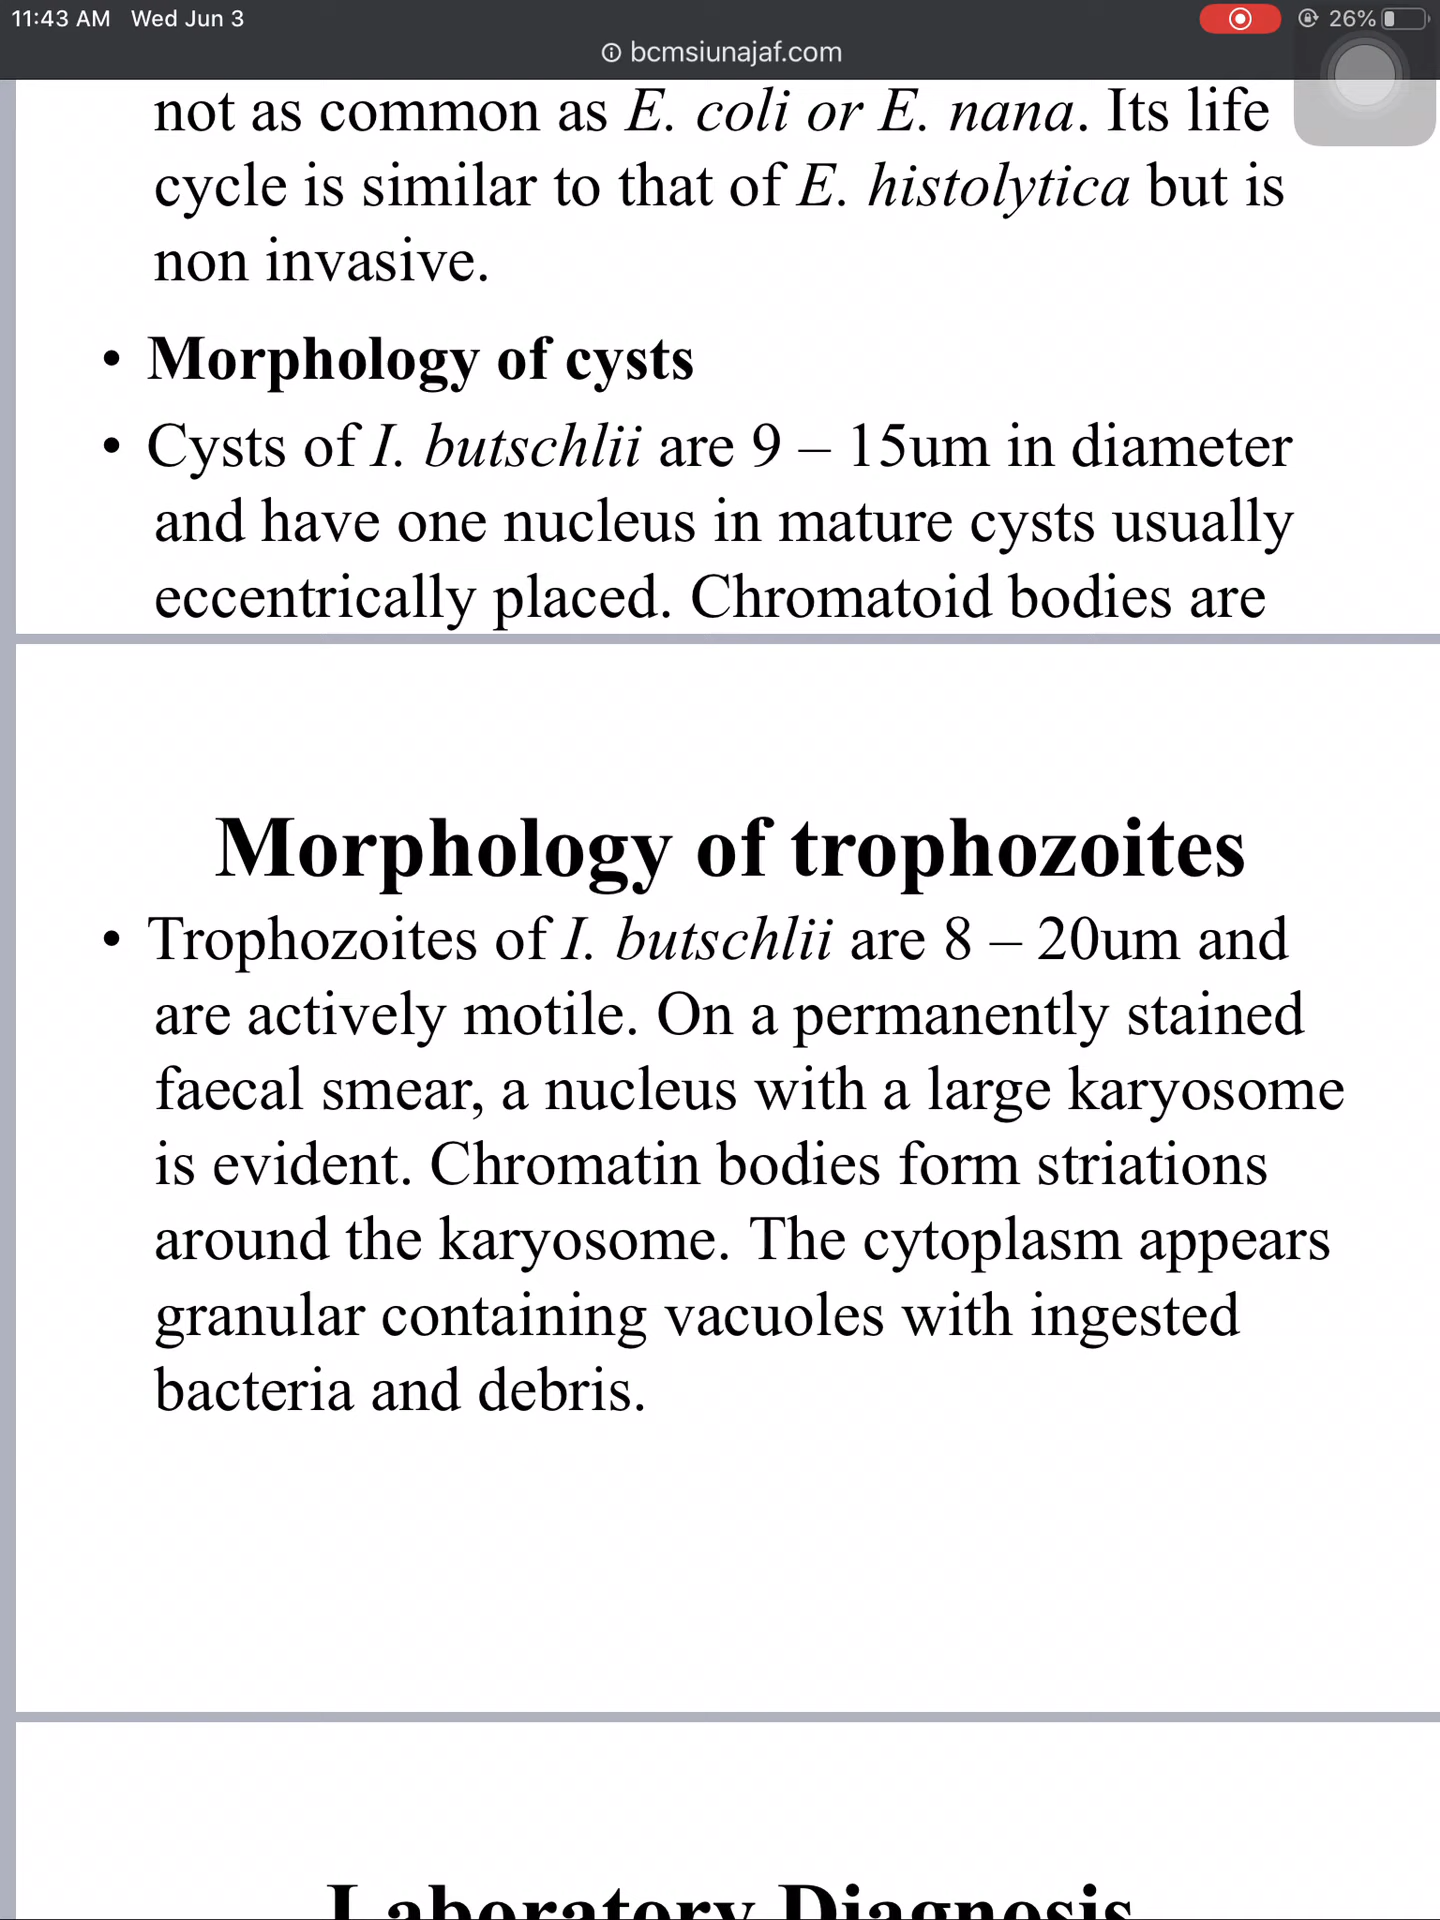 11:43 AM Wed Jun 3
26%
bcmsiunajaf.com
not as common as E. coli or E. nana. Its life
cycle is similar to that of E. histolytica but is
non invasive.
• Morphology of cysts
• Cysts of I. butschlii are 9 – 15um in diameter
and have one nucleus in mature cysts usually
eccentrically placed. Chromatoid bodies are
Morphology of trophozoites
• Trophozoites of I. butschlii are 8 – 20um and
are actively motile. On a permanently stained
faecal smear, a nucleus with a large karyosome
is evident. Chromatin bodies form striations
around the karyosome. The cytoplasm appears
granular containing vacuoles with ingested
bacteria and debris.
Laboratory Diagnosis